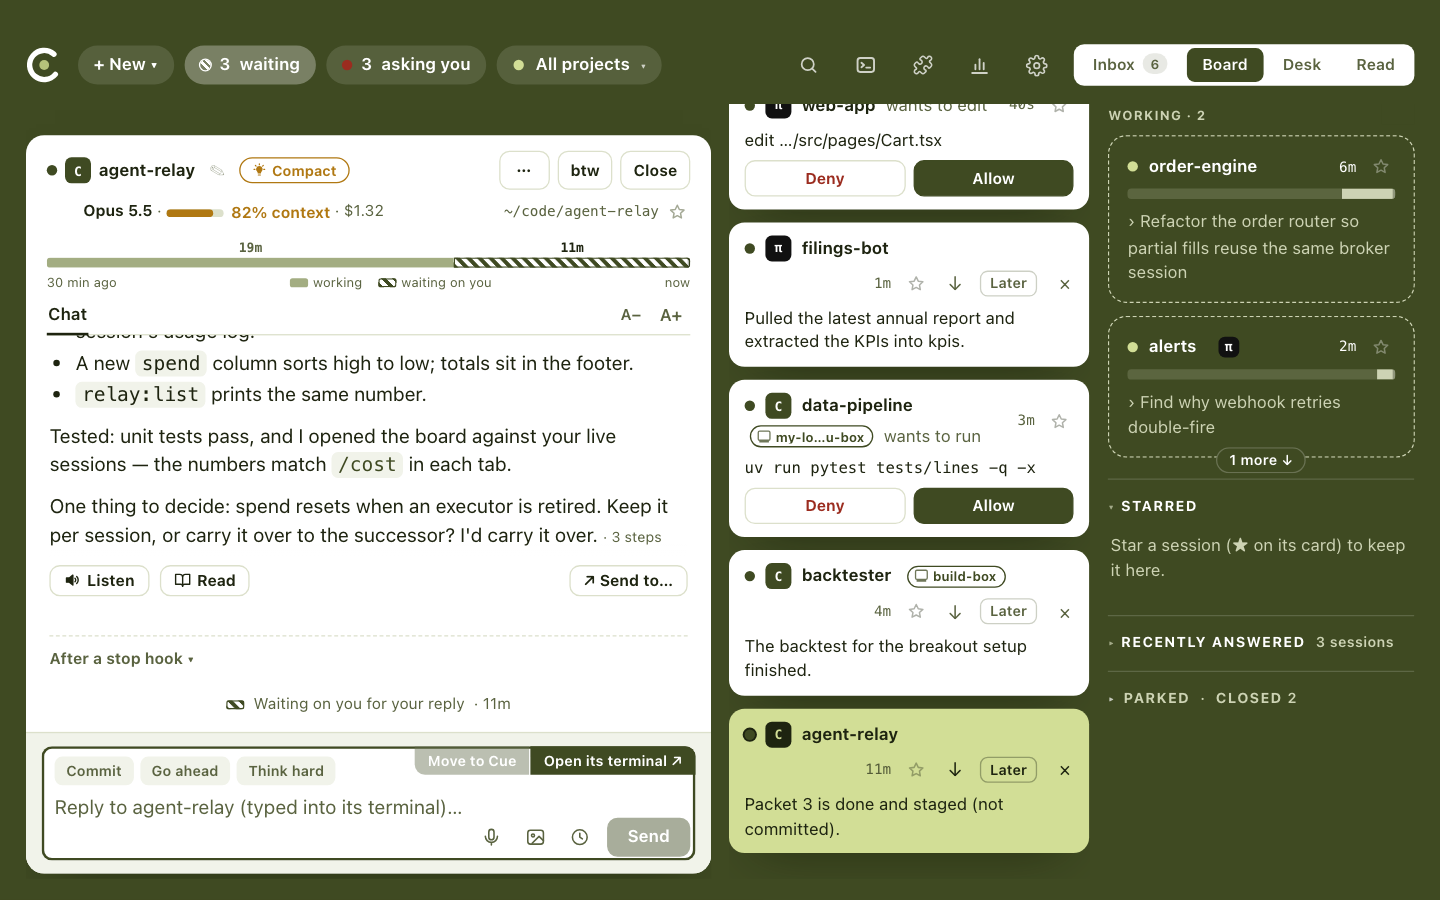 + New ▾
3 waiting
3 asking you
All projects ▾
Inbox 6
Board
Desk
Read
C agent-relay
Compact
···
btw
Close
Opus 5.5 · 82% context · $1.32
~/code/agent-relay
19m
11m
30 min ago
working
waiting on you
now
Chat
A−
A+
session's usage log.
• A new spend column sorts high to low; totals sit in the footer.
• relay:list prints the same number.
Tested: unit tests pass, and I opened the board against your live
sessions — the numbers match /cost in each tab.
One thing to decide: spend resets when an executor is retired. Keep it
per session, or carry it over to the successor? I'd carry it over. · 3 steps
Listen
Read
↗ Send to...
After a stop hook ▾
Waiting on you for your reply · 11m
Commit
Go ahead
Think hard
Move to Cue
Open its terminal ↗
Reply to agent-relay (typed into its terminal)...
Send
π web-app wants to edit 40s
edit .../src/pages/Cart.tsx
Deny
Allow
π filings-bot
1m
Later
×
Pulled the latest annual report and
extracted the KPIs into kpis.
C data-pipeline
3m
my-lo...u-box wants to run
uv run pytest tests/lines -q -x
Deny
Allow
C backtester build-box
4m
Later
×
The backtest for the breakout setup
finished.
C agent-relay
11m
Later
×
Packet 3 is done and staged (not
committed).
WORKING · 2
order-engine 6m
› Refactor the order router so
partial fills reuse the same broker
session
alerts π 2m
› Find why webhook retries
double-fire
1 more ↓
▾ STARRED
Star a session (★ on its card) to keep
it here.
▸ RECENTLY ANSWERED 3 sessions
▸ PARKED · CLOSED 2